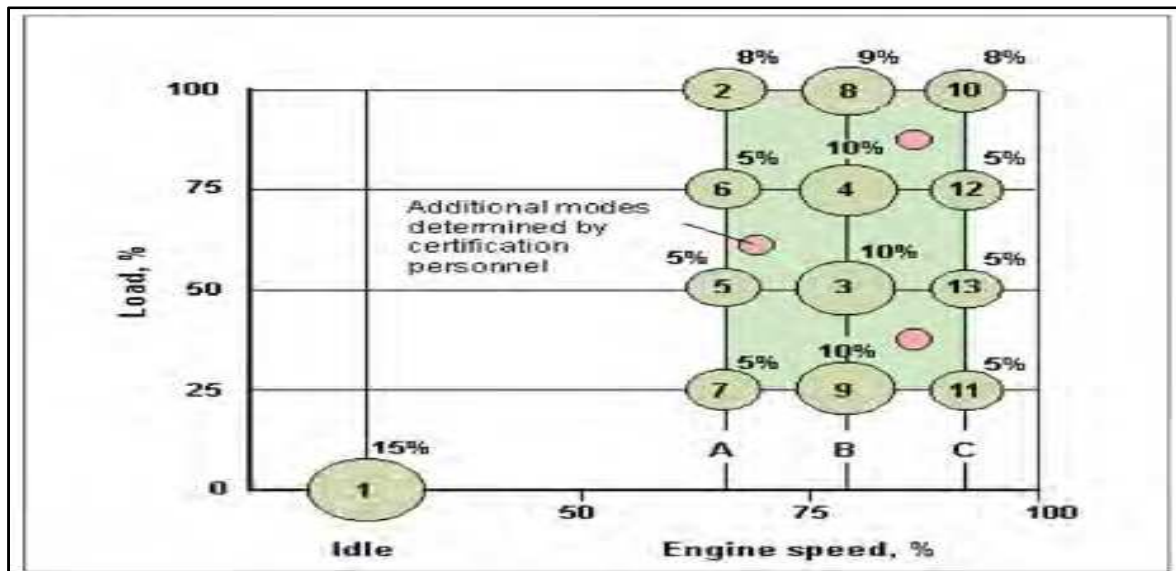 8% 9% 8%
100 2 8 10
5% 10% 5%
75 6 4 12
Additional modes
determined by
certification
personnel
5% 10% 5%
50 5 3 13
5% 10% 5%
25 7 9 11
A B C
15%
0 1
50 75 100
Idle Engine speed, %
Load, %